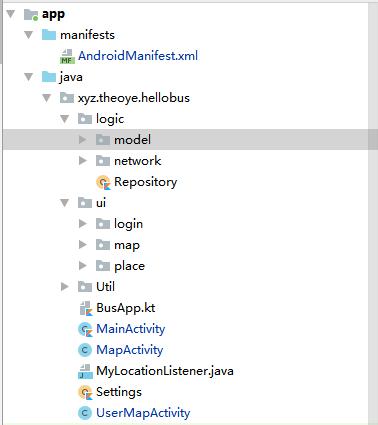 app
manifests
AndroidManifest.xml
java
xyz.theoye.hellobus
logic
model
network
Repository
ui
login
map
place
Util
BusApp.kt
MainActivity
MapActivity
MyLocationListener.java
Settings
UserMapActivity